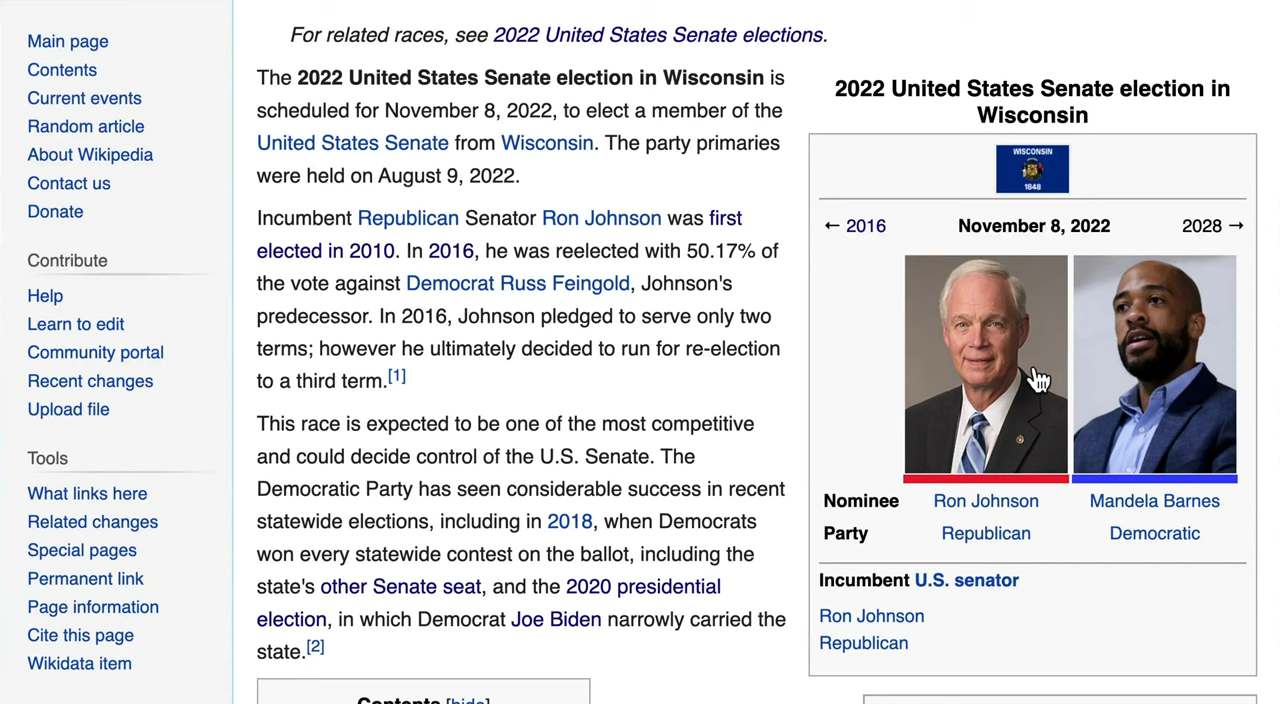 Main page
Contents
Current events
Random article
About Wikipedia
Contact us
Donate
Contribute
Help
Learn to edit
Community portal
Recent changes
Upload file
Tools
What links here
Related changes
Special pages
Permanent link
Page information
Cite this page
Wikidata item
For related races, see 2022 United States Senate elections.
The 2022 United States Senate election in Wisconsin is
scheduled for November 8, 2022, to elect a member of the
United States Senate from Wisconsin. The party primaries
were held on August 9, 2022.
Incumbent Republican Senator Ron Johnson was first
elected in 2010. In 2016, he was reelected with 50.17% of
the vote against Democrat Russ Feingold, Johnson's
predecessor. In 2016, Johnson pledged to serve only two
terms; however he ultimately decided to run for re-election
to a third term.[1]
This race is expected to be one of the most competitive
and could decide control of the U.S. Senate. The
Democratic Party has seen considerable success in recent
statewide elections, including in 2018, when Democrats
won every statewide contest on the ballot, including the
state's other Senate seat, and the 2020 presidential
election, in which Democrat Joe Biden narrowly carried the
state.[2]
Contents [hide]
2022 United States Senate election in
Wisconsin
WISCONSIN
1848
← 2016 November 8, 2022 2028 →
Nominee Ron Johnson Mandela Barnes
Party Republican Democratic
Incumbent U.S. senator
Ron Johnson
Republican